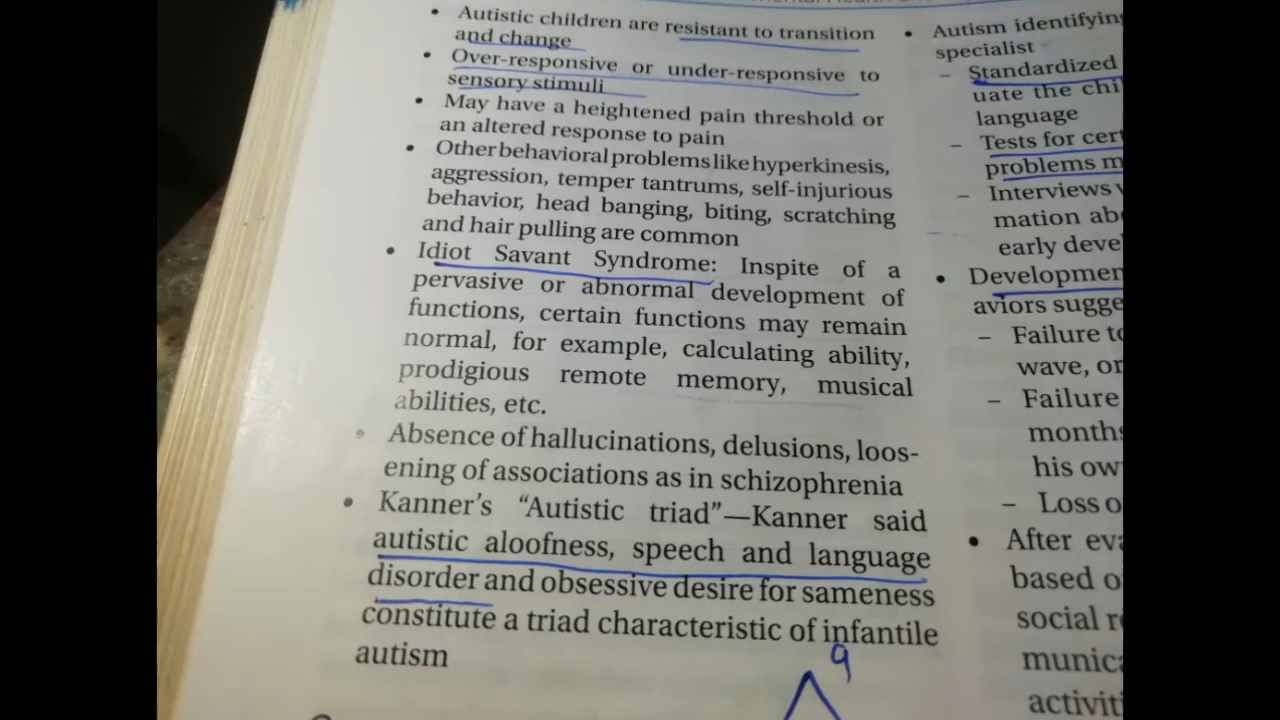 Autistic children are resistant to transition
and change
Over-responsive or under-responsive to
sensory stimuli
May have a heightened pain threshold or
an altered response to pain
Other behavioral problems like hyperkinesis,
aggression, temper tantrums, self-injurious
behavior, head banging, biting, scratching
and hair pulling are common
Idiot Savant Syndrome: Inspite of a
pervasive or abnormal development of
functions, certain functions may remain
normal, for example, calculating ability,
prodigious remote memory, musical
abilities, etc.
Absence of hallucinations, delusions, loos-
ening of associations as in schizophrenia
Kanner's "Autistic triad"—Kanner said
autistic aloofness, speech and language
disorder and obsessive desire for sameness
constitute a triad characteristic of infantile
autism
Autism identifying
specialist
– Standardized
uate the chi
language
– Tests for cert
problems m
– Interviews
mation ab
early deve
Developmen
aviors sugge
– Failure to
wave, or
– Failure
months
his ow
– Loss o
After eva
based o
social r
munic
activiti